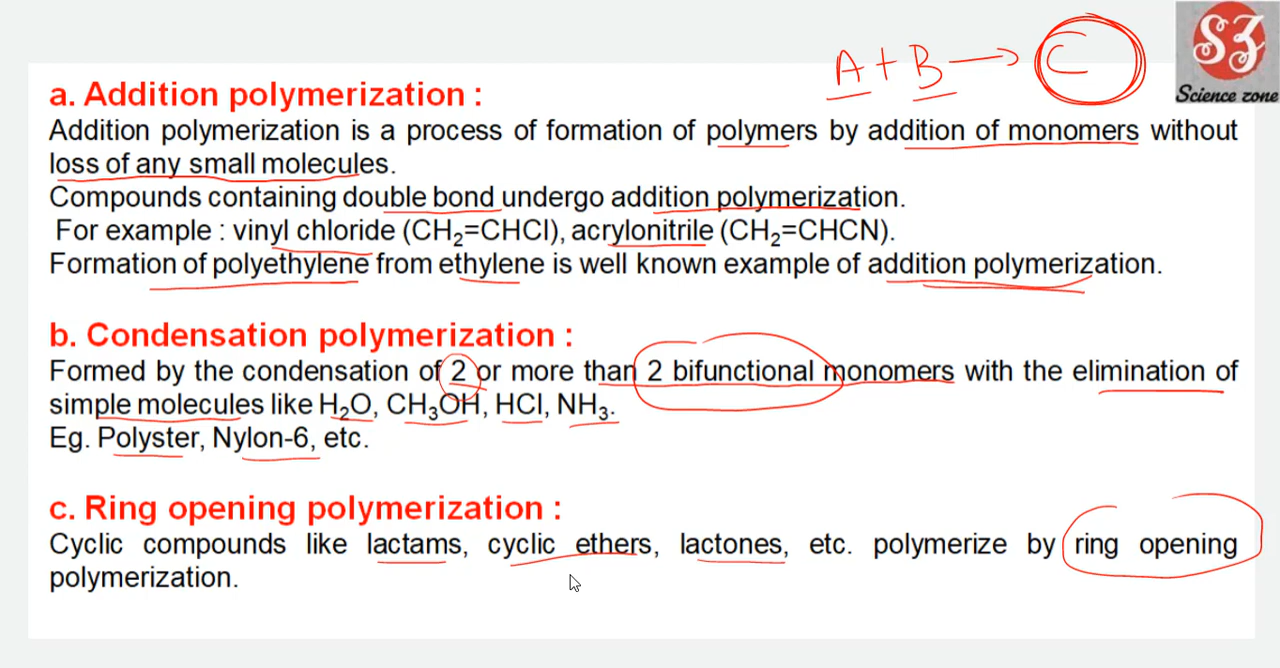 A + B → C
SZ
Science zone
a. Addition polymerization :
Addition polymerization is a process of formation of polymers by addition of monomers without
loss of any small molecules.
Compounds containing double bond undergo addition polymerization.
For example : vinyl chloride (CH₂=CHCl), acrylonitrile (CH₂=CHCN).
Formation of polyethylene from ethylene is well known example of addition polymerization.
b. Condensation polymerization :
Formed by the condensation of 2 or more than 2 bifunctional monomers with the elimination of
simple molecules like H₂O, CH₃OH, HCl, NH₃.
Eg. Polyster, Nylon-6, etc.
c. Ring opening polymerization :
Cyclic compounds like lactams, cyclic ethers, lactones, etc. polymerize by ring opening
polymerization.